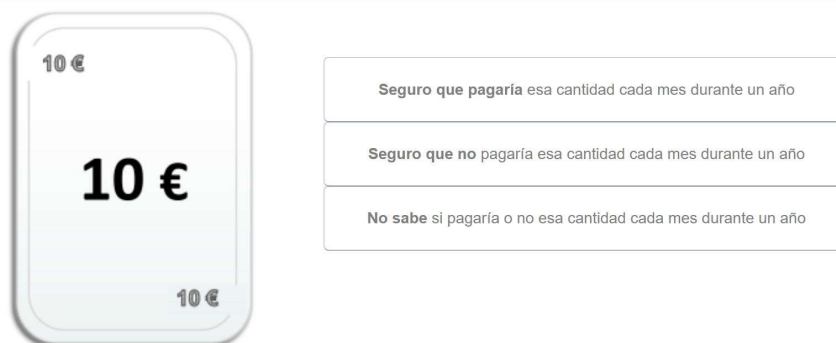 10 €
10 €
10 €
Seguro que pagaría esa cantidad cada mes durante un año
Seguro que no pagaría esa cantidad cada mes durante un año
No sabe si pagaría o no esa cantidad cada mes durante un año